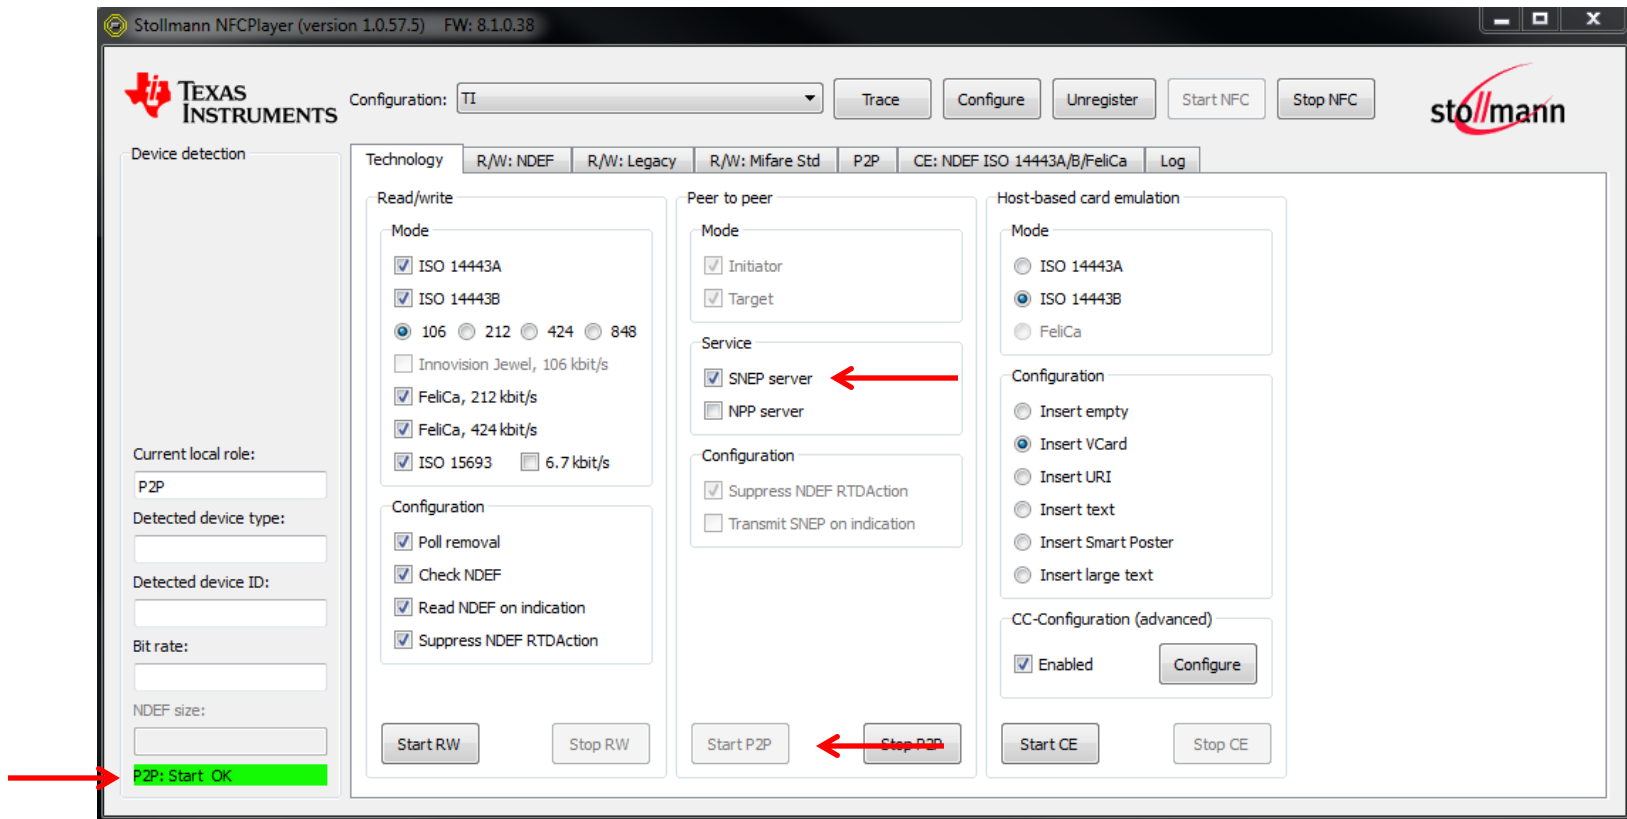 Stollmann NFCPlayer (version 1.0.57.5) FW: 8.1.0.38
TEXAS INSTRUMENTS
Configuration: TI
Trace
Configure
Unregister
Start NFC
Stop NFC
stollmann
Device detection
Current local role:
P2P
Detected device type:
Detected device ID:
Bit rate:
NDEF size:
P2P: Start OK
Technology
R/W: NDEF
R/W: Legacy
R/W: Mifare Std
P2P
CE: NDEF ISO 14443A/B/FeliCa
Log
Read/write
Mode
ISO 14443A
ISO 14443B
106 212 424 848
Innovision Jewel, 106 kbit/s
FeliCa, 212 kbit/s
FeliCa, 424 kbit/s
ISO 15693 6.7 kbit/s
Configuration
Poll removal
Check NDEF
Read NDEF on indication
Suppress NDEF RTDAction
Start RW
Stop RW
Peer to peer
Mode
Initiator
Target
Service
SNEP server
NPP server
Configuration
Suppress NDEF RTDAction
Transmit SNEP on indication
Start P2P
Stop P2P
Host-based card emulation
Mode
ISO 14443A
ISO 14443B
FeliCa
Configuration
Insert empty
Insert VCard
Insert URI
Insert text
Insert Smart Poster
Insert large text
CC-Configuration (advanced)
Enabled
Configure
Start CE
Stop CE